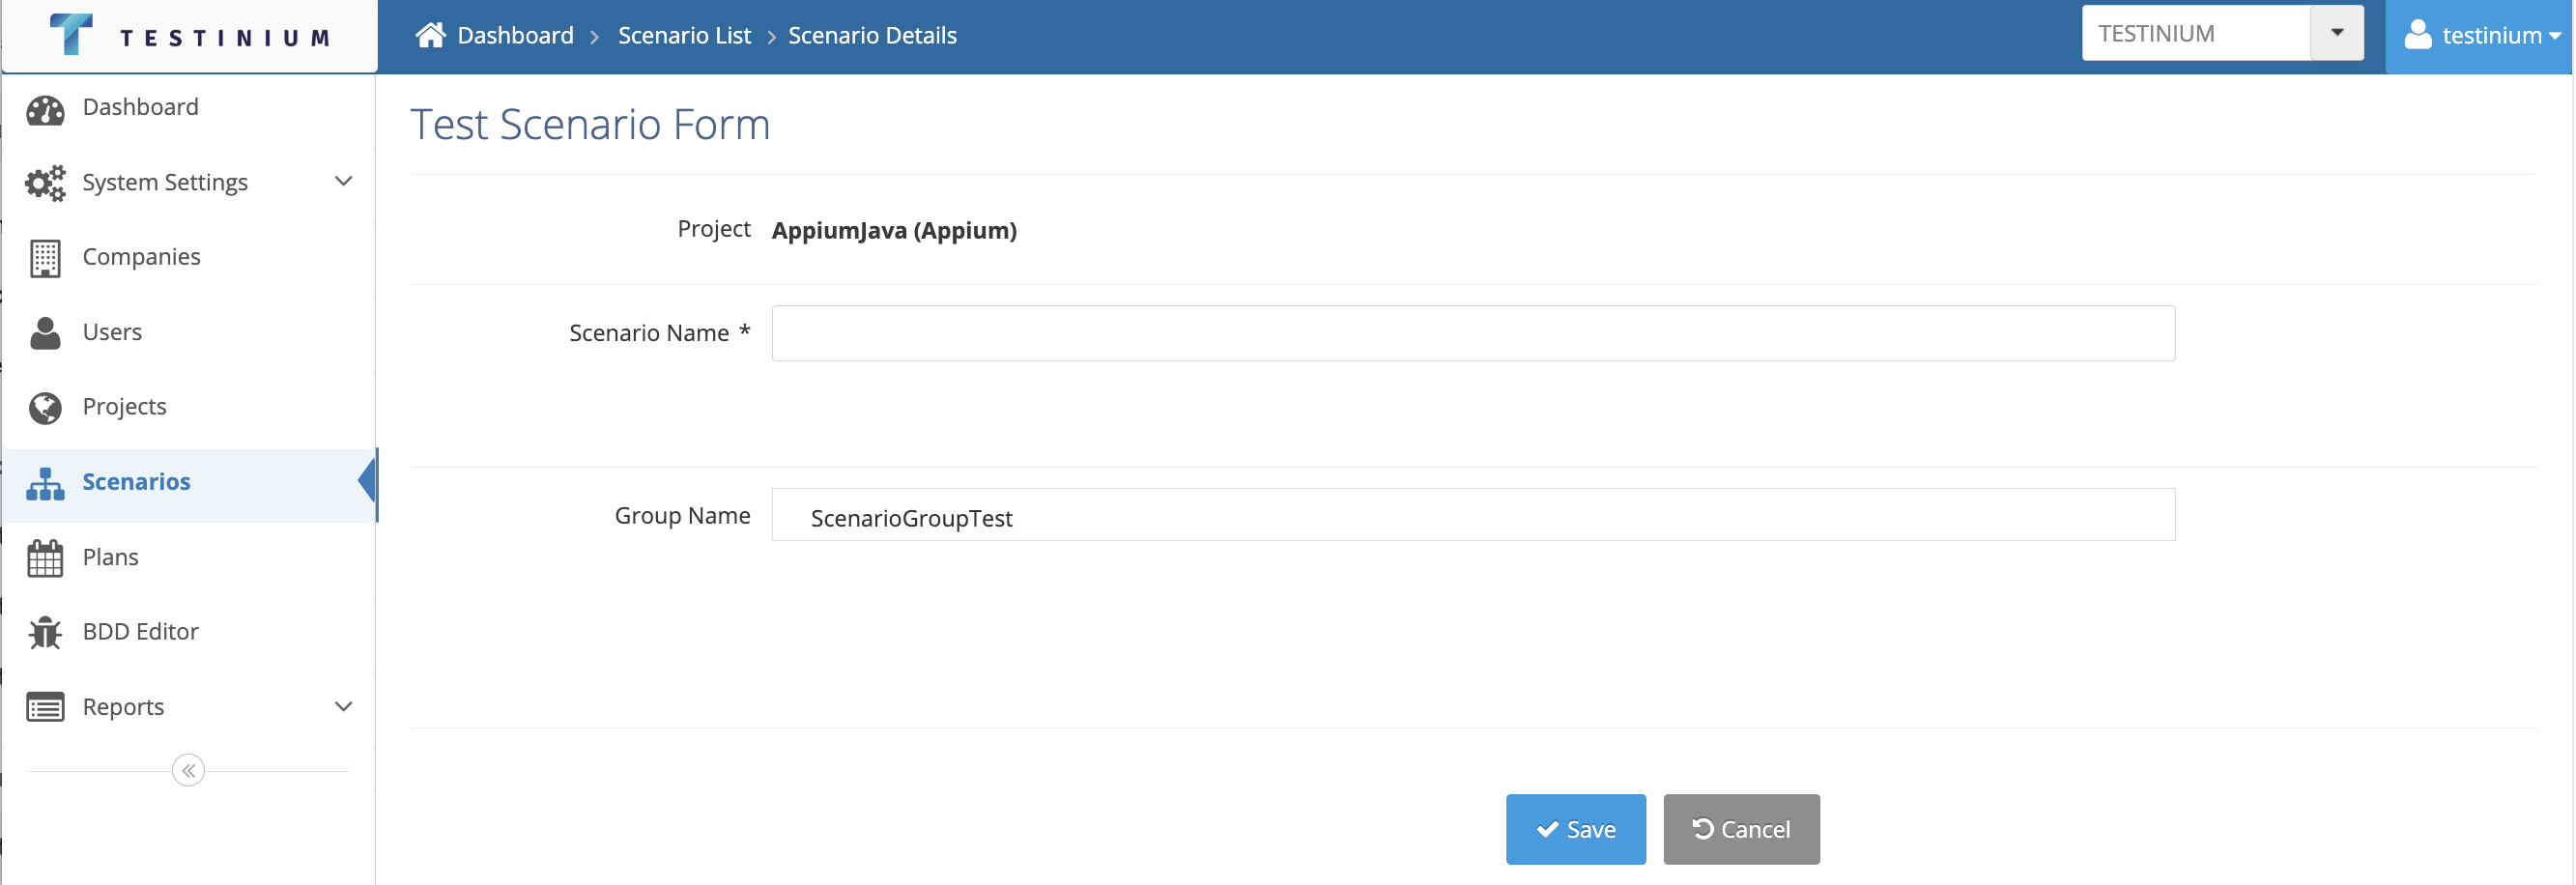 TESTINIUM
Dashboard > Scenario List > Scenario Details
TESTINIUM
testinium
Dashboard
System Settings
Companies
Users
Projects
Scenarios
Plans
BDD Editor
Reports
Test Scenario Form
Project AppiumJava (Appium)
Scenario Name *
Group Name ScenarioGroupTest
Save
Cancel